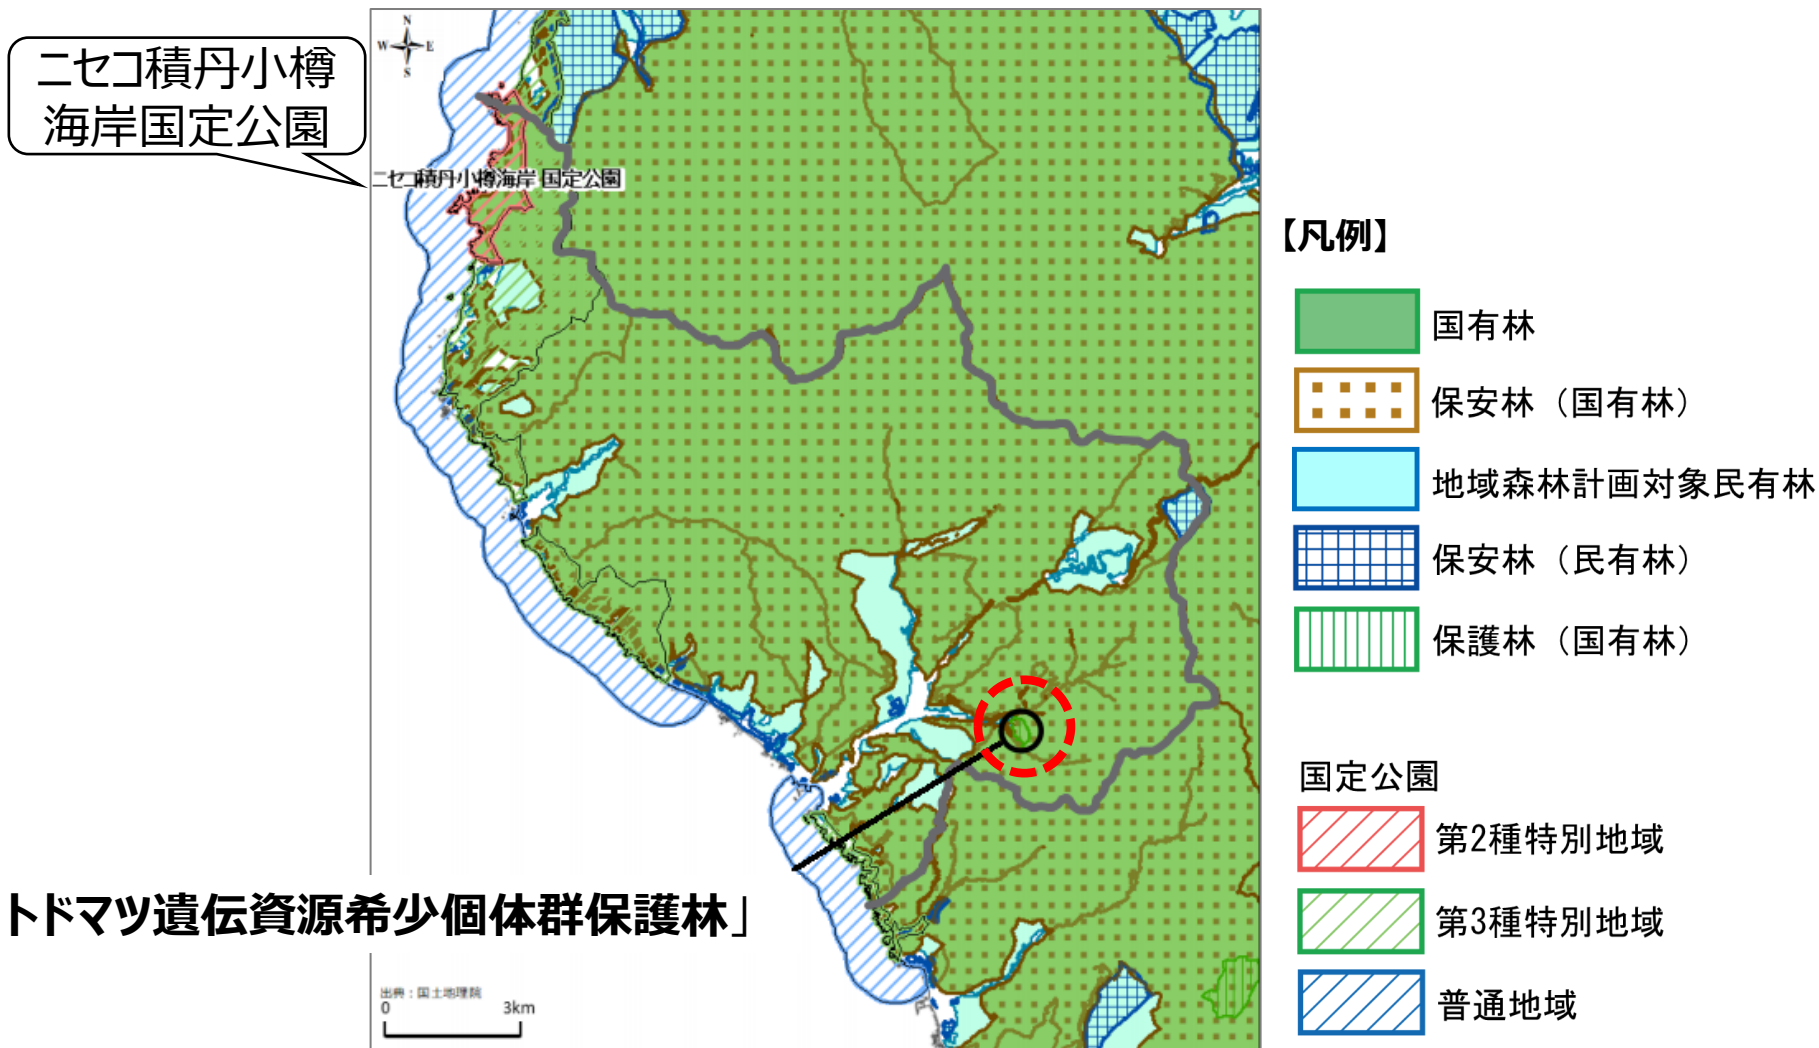 ニセコ積丹小樽
海岸国定公園
N
W
E
S
ニセコ積丹小樽海岸 国定公園
【凡例】
国有林
保安林（国有林）
地域森林計画対象民有林
保安林（民有林）
保護林（国有林）
国定公園
第2種特別地域
第3種特別地域
普通地域
トドマツ遺伝資源希少個体群保護林」
出典：国土地理院
0
3km